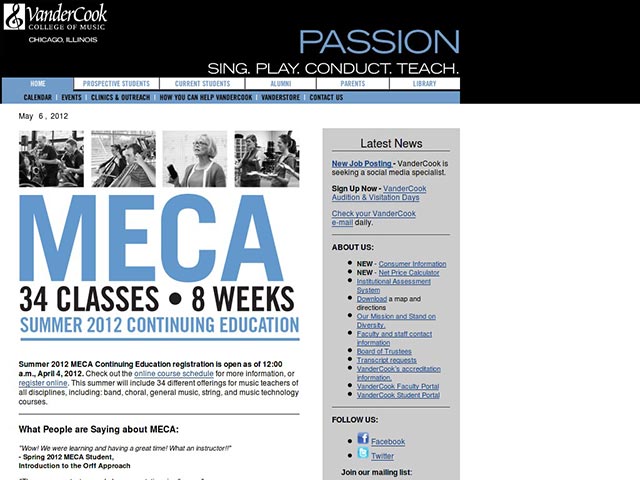 VanderCook
COLLEGE OF MUSIC
CHICAGO, ILLINOIS
PASSION
SING. PLAY. CONDUCT. TEACH.
HOME PROSPECTIVE STUDENTS CURRENT STUDENTS ALUMNI PARENTS LIBRARY
CALENDAR | EVENTS | CLINICS & OUTREACH | HOW YOU CAN HELP VANDERCOOK | VANDERSTORE | CONTACT US
May 6 , 2012
MECA
34 CLASSES • 8 WEEKS
SUMMER 2012 CONTINUING EDUCATION
Summer 2012 MECA Continuing Education registration is open as of 12:00
a.m., April 4, 2012. Check out the online course schedule for more information, or
register online. This summer will include 34 different offerings for music teachers of
all disciplines, including: band, choral, general music, string, and music technology
courses.
What People are Saying about MECA:
"Wow! We were learning and having a great time! What an instructor!!"
- Spring 2012 MECA Student,
Introduction to the Orff Approach
Latest News
New Job Posting - VanderCook is
seeking a social media specialist.
Sign Up Now - VanderCook
Audition & Visitation Days
Check your VanderCook
e-mail daily.
ABOUT US:
NEW - Consumer Information
NEW - Net Price Calculator
Institutional Assessment
System
Download a map and
directions
Our Mission and Stand on
Diversity.
Faculty and staff contact
information
Board of Trustees
Transcript requests
VanderCook's accreditation
information.
VanderCook Faculty Portal
VanderCook Student Portal
FOLLOW US:
Facebook
Twitter
Join our mailing list: